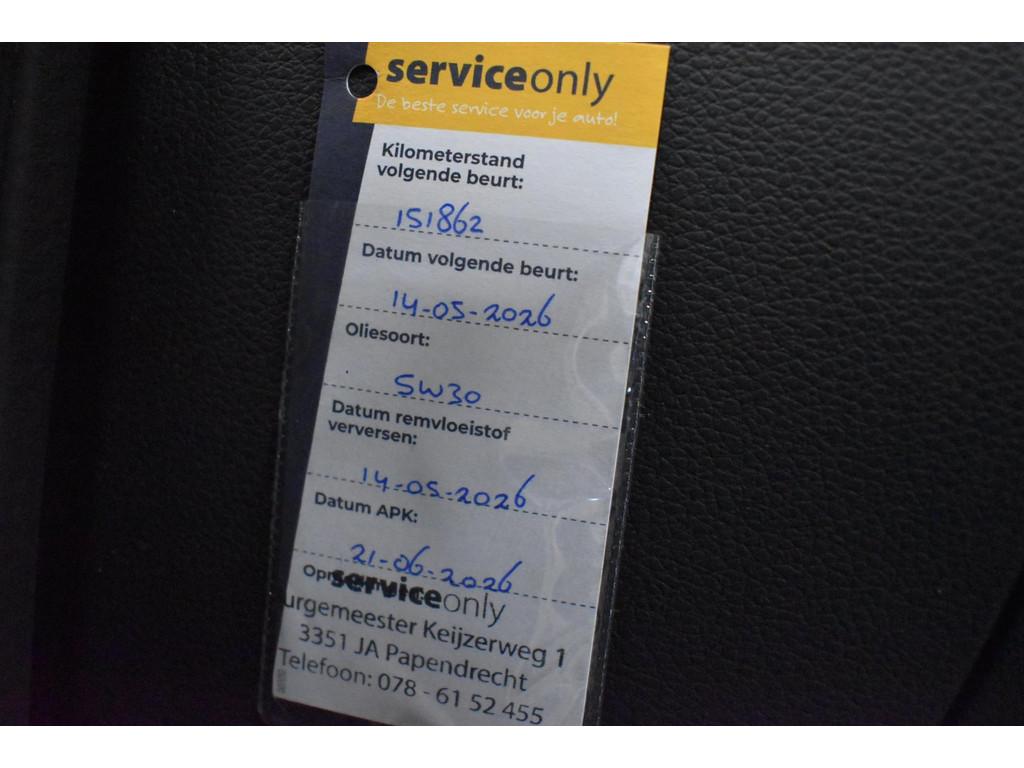 serviceonly
De beste service voor je auto!
Kilometerstand
volgende beurt:
151862
Datum volgende beurt:
14-05-2026
Oliesoort:
5W30
Datum remvloeistof
verversen:
14-05-2026
Datum APK:
21-06-2026
serviceonly
urgemeester Keijzerweg 1
3351 JA Papendrecht
Telefoon: 078 - 61 52 455